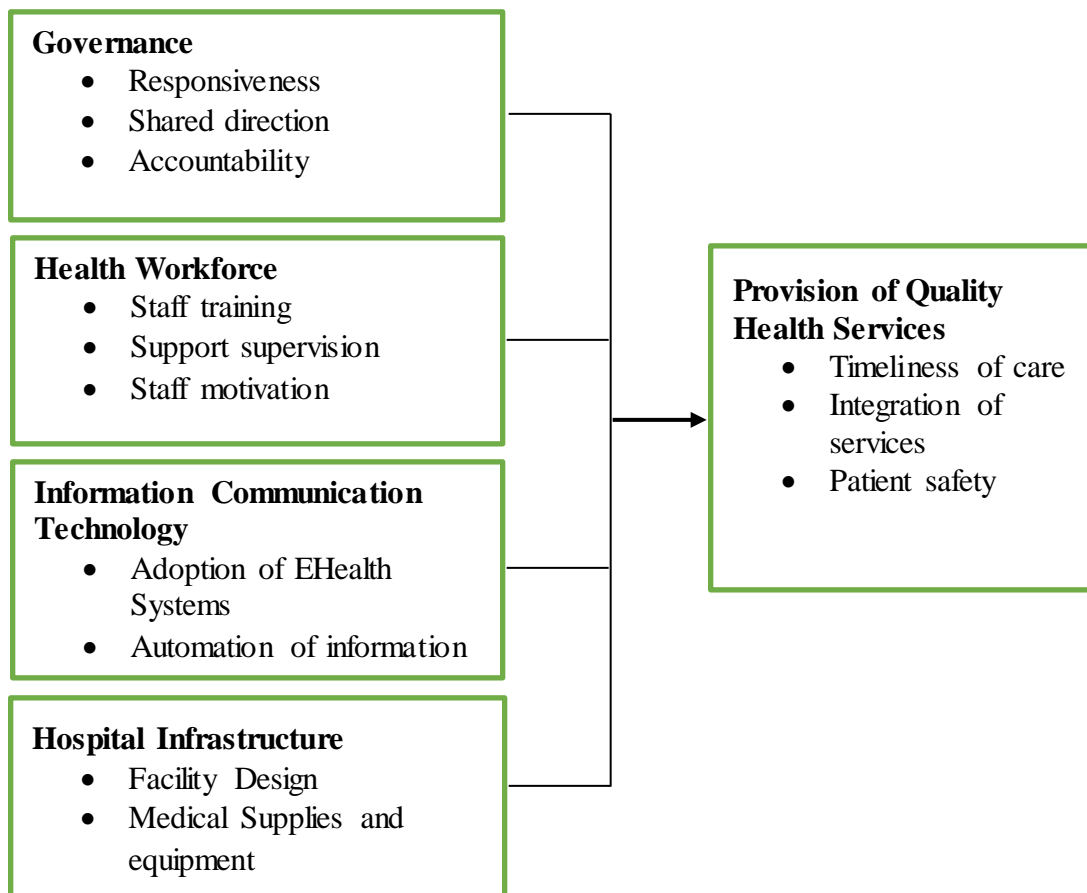 Governance
• Responsiveness
• Shared direction
• Accountability
Health Workforce
• Staff training
• Support supervision
• Staff motivation
Information Communication
Technology
• Adoption of EHealth
Systems
• Automation of information
Hospital Infrastructure
• Facility Design
• Medical Supplies and
equipment
Provision of Quality
Health Services
• Timeliness of care
• Integration of
services
• Patient safety